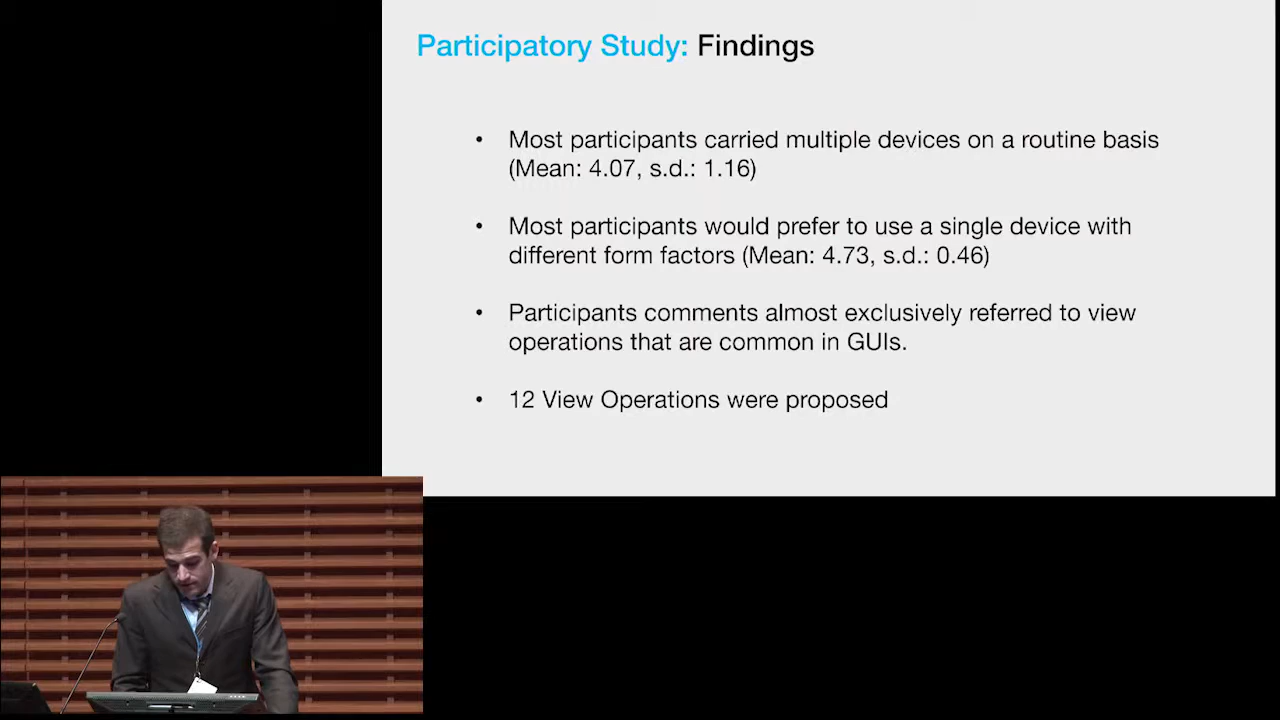 Participatory Study: Findings
• Most participants carried multiple devices on a routine basis
(Mean: 4.07, s.d.: 1.16)
• Most participants would prefer to use a single device with
different form factors (Mean: 4.73, s.d.: 0.46)
• Participants comments almost exclusively referred to view
operations that are common in GUIs.
• 12 View Operations were proposed